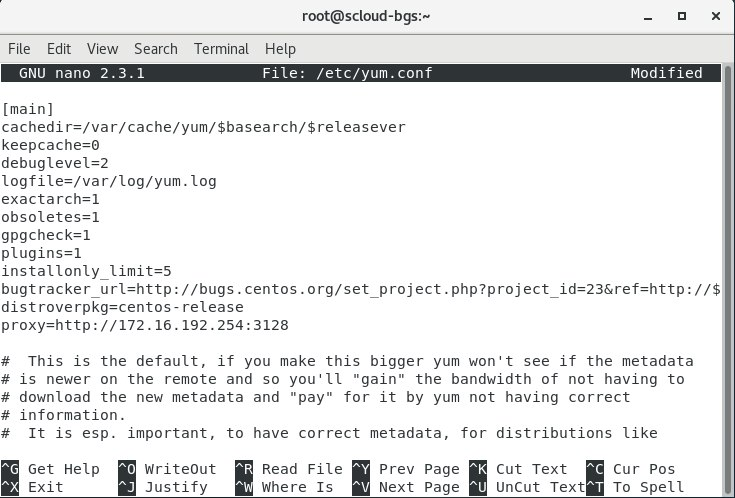 root@scloud-bgs:~
File Edit View Search Terminal Help
GNU nano 2.3.1 File: /etc/yum.conf Modified
[main]
cachedir=/var/cache/yum/$basearch/$releasever
keepcache=0
debuglevel=2
logfile=/var/log/yum.log
exactarch=1
obsoletes=1
gpgcheck=1
plugins=1
installonly_limit=5
bugtracker_url=http://bugs.centos.org/set_project.php?project_id=23&ref=http://$
distroverpkg=centos-release
proxy=http://172.16.192.254:3128
#  This is the default, if you make this bigger yum won't see if the metadata
# is newer on the remote and so you'll "gain" the bandwidth of not having to
# download the new metadata and "pay" for it by yum not having correct
# information.
#  It is esp. important, to have correct metadata, for distributions like
^G Get Help ^O WriteOut ^R Read File ^Y Prev Page ^K Cut Text ^C Cur Pos
^X Exit ^J Justify ^W Where Is ^V Next Page ^U UnCut Text ^T To Spell